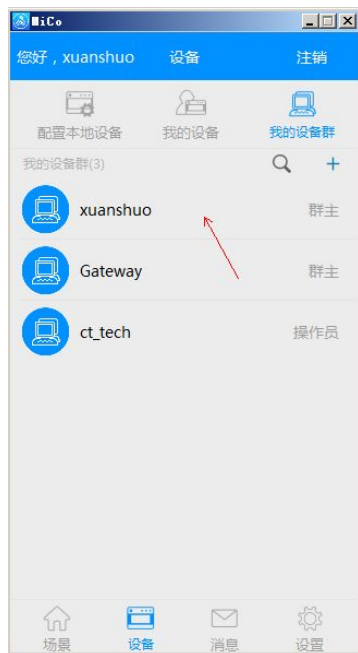 MiCo
您好，xuanshuo 设备 注销
配置本地设备 我的设备 我的设备群
我的设备群(3)
xuanshuo 群主
Gateway 群主
ct_tech 操作员
场景 设备 消息 设置